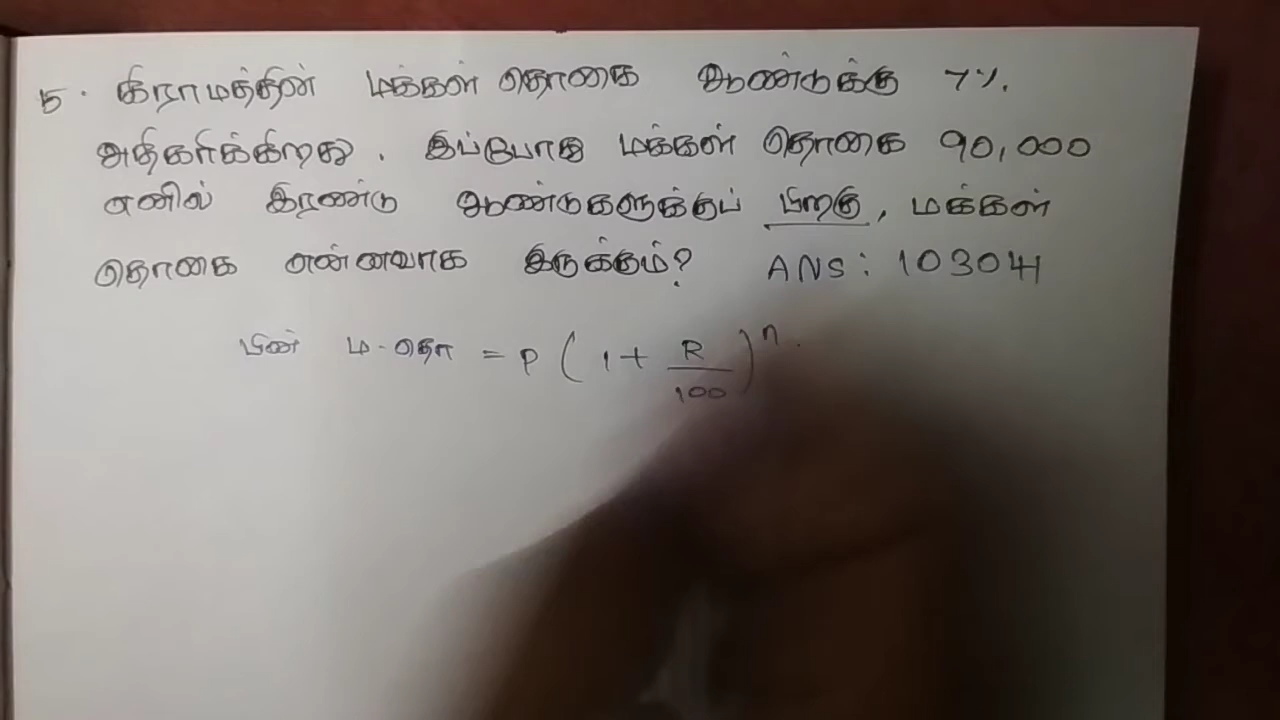 5. கிராமத்தின் மக்கள் தொகை ஆண்டுக்கு 7%.
அதிகரிக்கிறது. இப்போது மக்கள் தொகை 90,000
எனில் இரண்டு ஆண்டுகளுக்குப் பிறகு, மக்கள்
தொகை என்னவாக இருக்கும்? ANS: 103041
பின் ம.தொ = P (1 + R/100)^n.